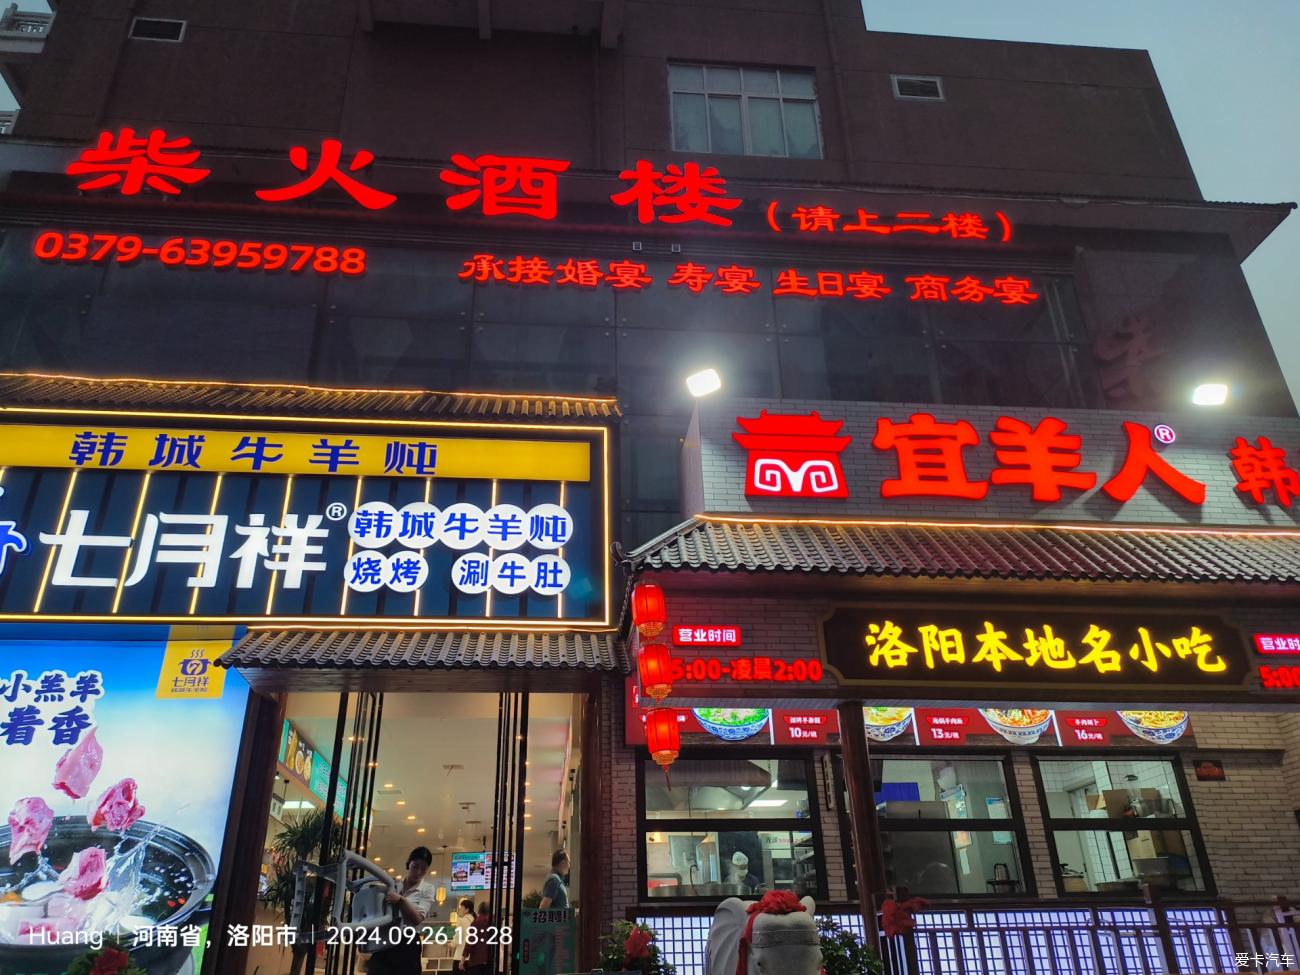 柴火酒楼(请上二楼)
0379-63959788
承接婚宴 寿宴 生日宴 商务宴
韩城牛羊炖
七月祥® 韩城牛羊炖
烧烤 涮牛肚
宜羊人® 韩
营业时间
5:00-凌晨2:00
洛阳本地名小吃
营业时
5:00
10元/碗
13元/碗
16元/碗
小羔羊
着香
七月祥
招聘
Huang | 河南省，洛阳市 | 2024.09.26 18:28
爱卡汽车